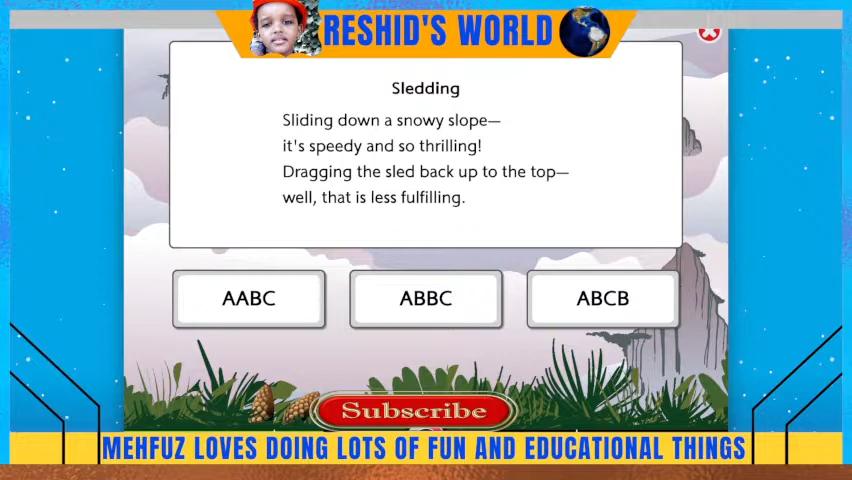 RESHID'S WORLD
Sledding
Sliding down a snowy slope—
it's speedy and so thrilling!
Dragging the sled back up to the top—
well, that is less fulfilling.
AABC
ABBC
ABCB
Subscribe
MEHFUZ LOVES DOING LOTS OF FUN AND EDUCATIONAL THINGS